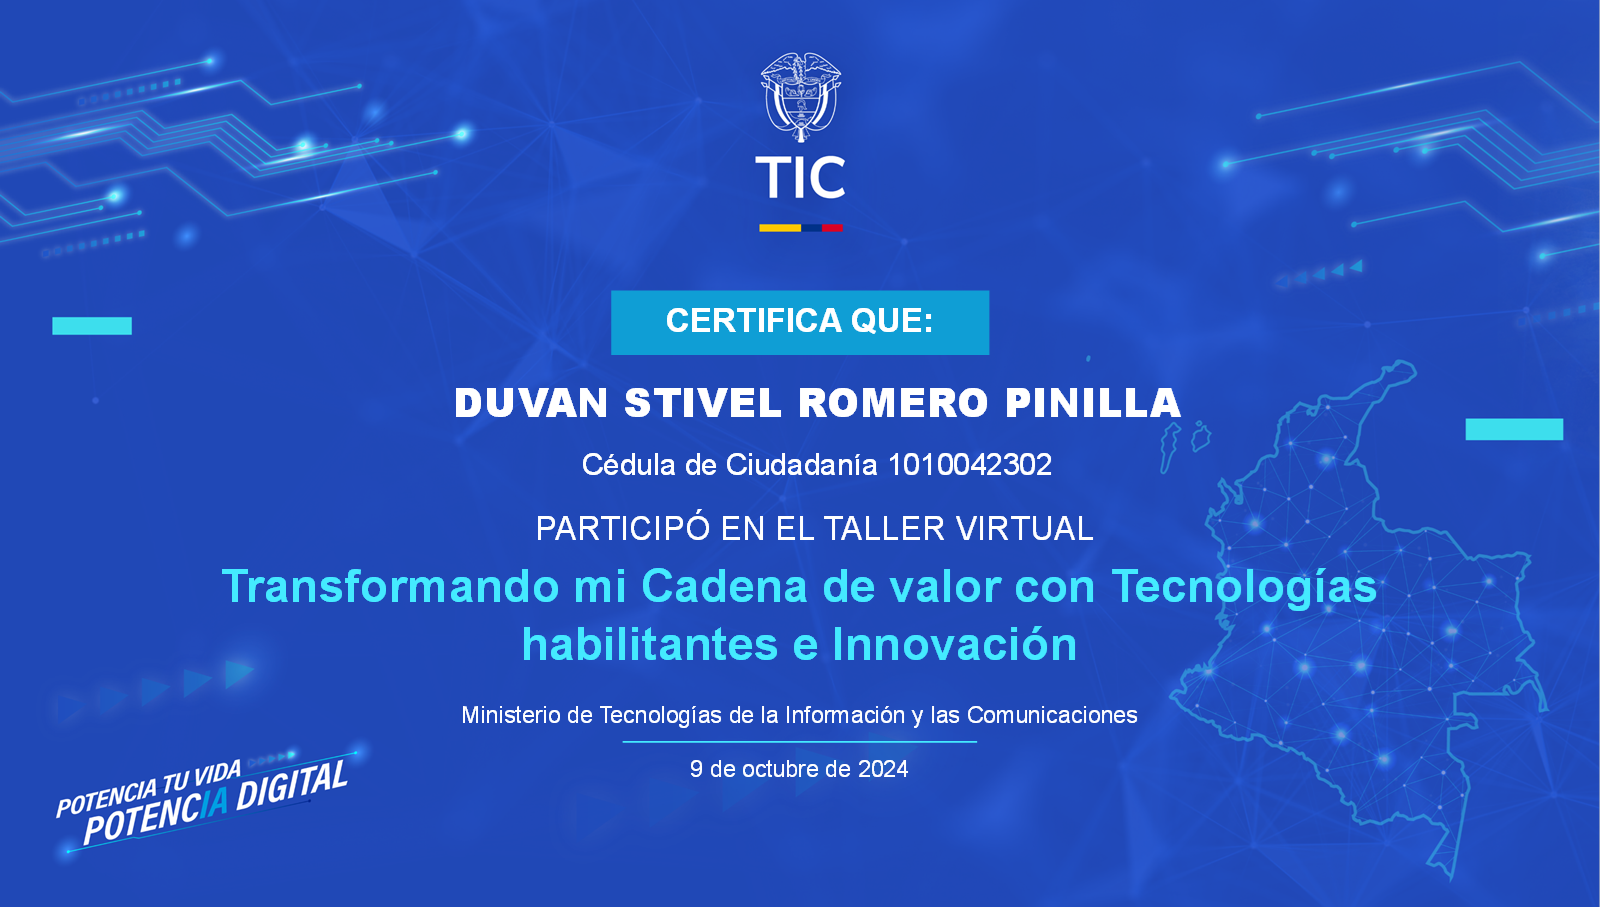 TIC
CERTIFICA QUE:
DUVAN STIVEL ROMERO PINILLA
Cédula de Ciudadanía 1010042302
PARTICIPÓ EN EL TALLER VIRTUAL
Transformando mi Cadena de valor con Tecnologías
habilitantes e Innovación
Ministerio de Tecnologías de la Información y las Comunicaciones
9 de octubre de 2024
POTENCIA TU VIDA
POTENCIA DIGITAL